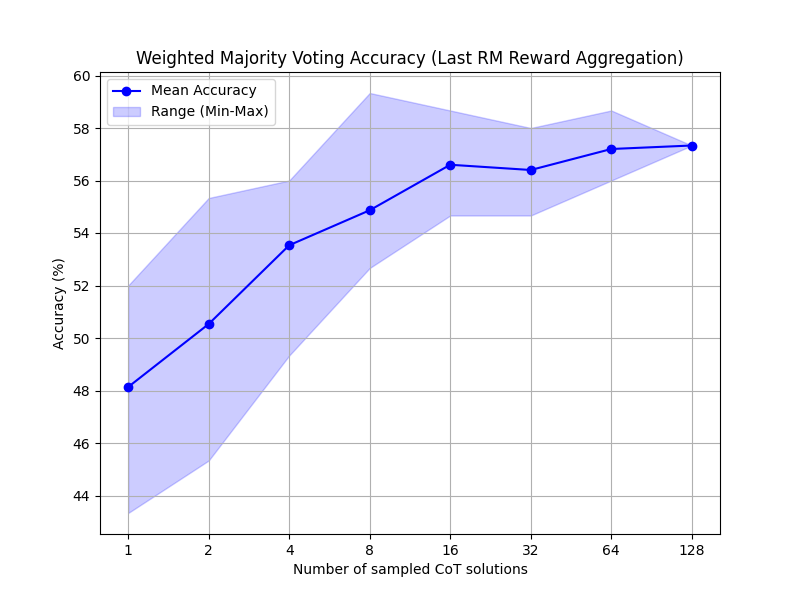 Weighted Majority Voting Accuracy (Last RM Reward Aggregation)
Mean Accuracy
Range (Min-Max)
Accuracy (%)
60
58
56
54
52
50
48
46
44
1 2 4 8 16 32 64 128
Number of sampled CoT solutions